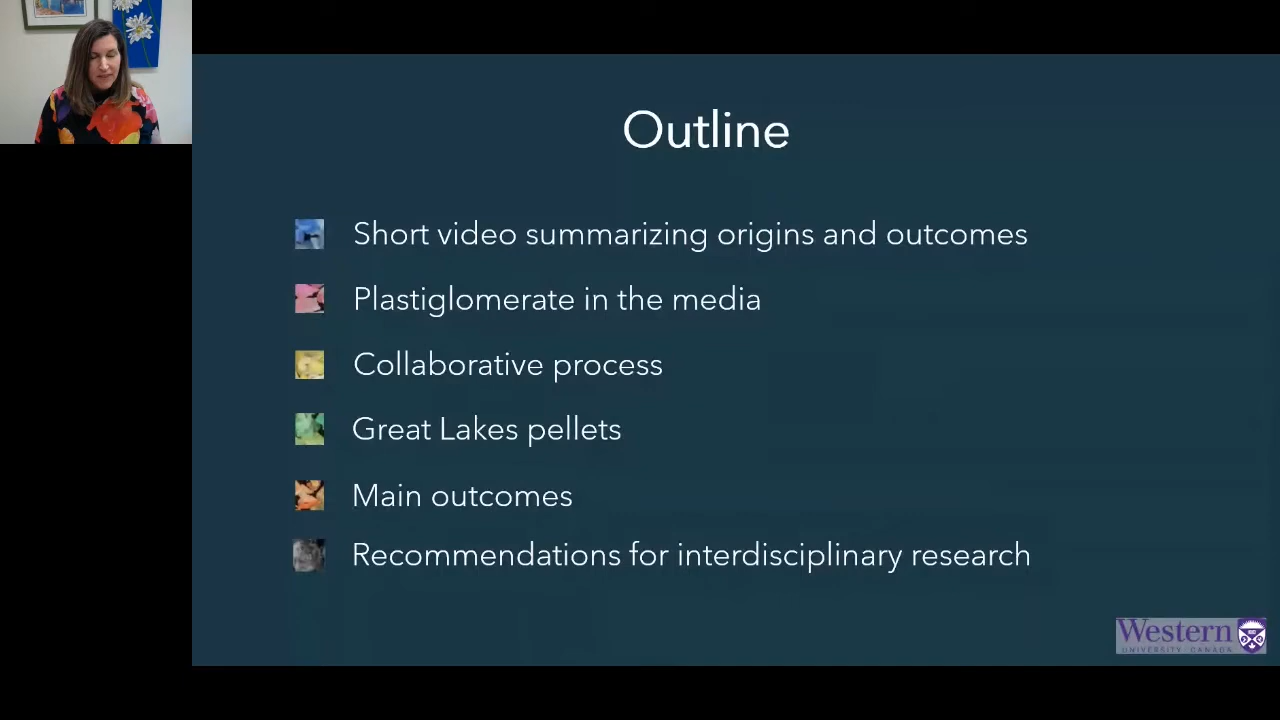 Outline
Short video summarizing origins and outcomes
Plastiglomerate in the media
Collaborative process
Great Lakes pellets
Main outcomes
Recommendations for interdisciplinary research
Western
UNIVERSITY · CANADA